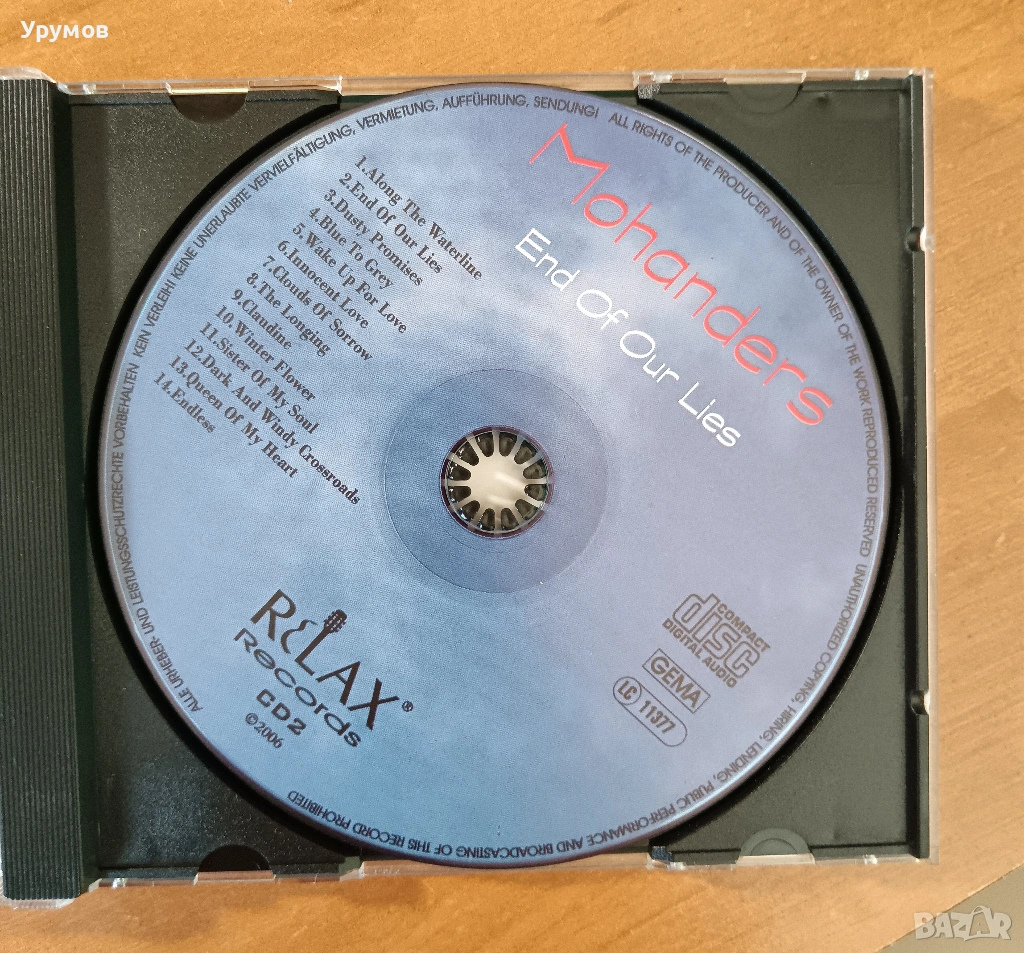 Урумов
Mohanders
End Of Our Lies
1.Along The Waterline
2.End Of Our Lies
3.Dusty Promises
4.Blue To Grey
5.Wake Up For Love
6.Innocent Love
7.Clouds Of Sorrow
8.The Longing
9.Claudine
10.Winter Flower
11.Sister Of My Soul
12.Dark And Windy Crossroads
13.Queen Of My Heart
14.Endless
RELAX®
Records
CD2
©2006
COMPACT
disc
DIGITAL AUDIO
GEMA
LC 11377
ALLE URHEBER- UND LEISTUNGSSCHUTZRECHTE VORBEHALTEN KEIN VERLEIH! KEINE UNERLAUBTE VERVIELFÄLTIGUNG, VERMIETUNG, AUFFÜHRUNG, SENDUNG! ALL RIGHTS OF THE PRODUCER AND OF THE OWNER OF THE WORK REPRODUCED RESERVED UNAUTHORIZED COPYING, HIRING, LENDING, PUBLIC PERFORMANCE AND BROADCASTING OF THIS RECORD PROHIBITED
BAZAR